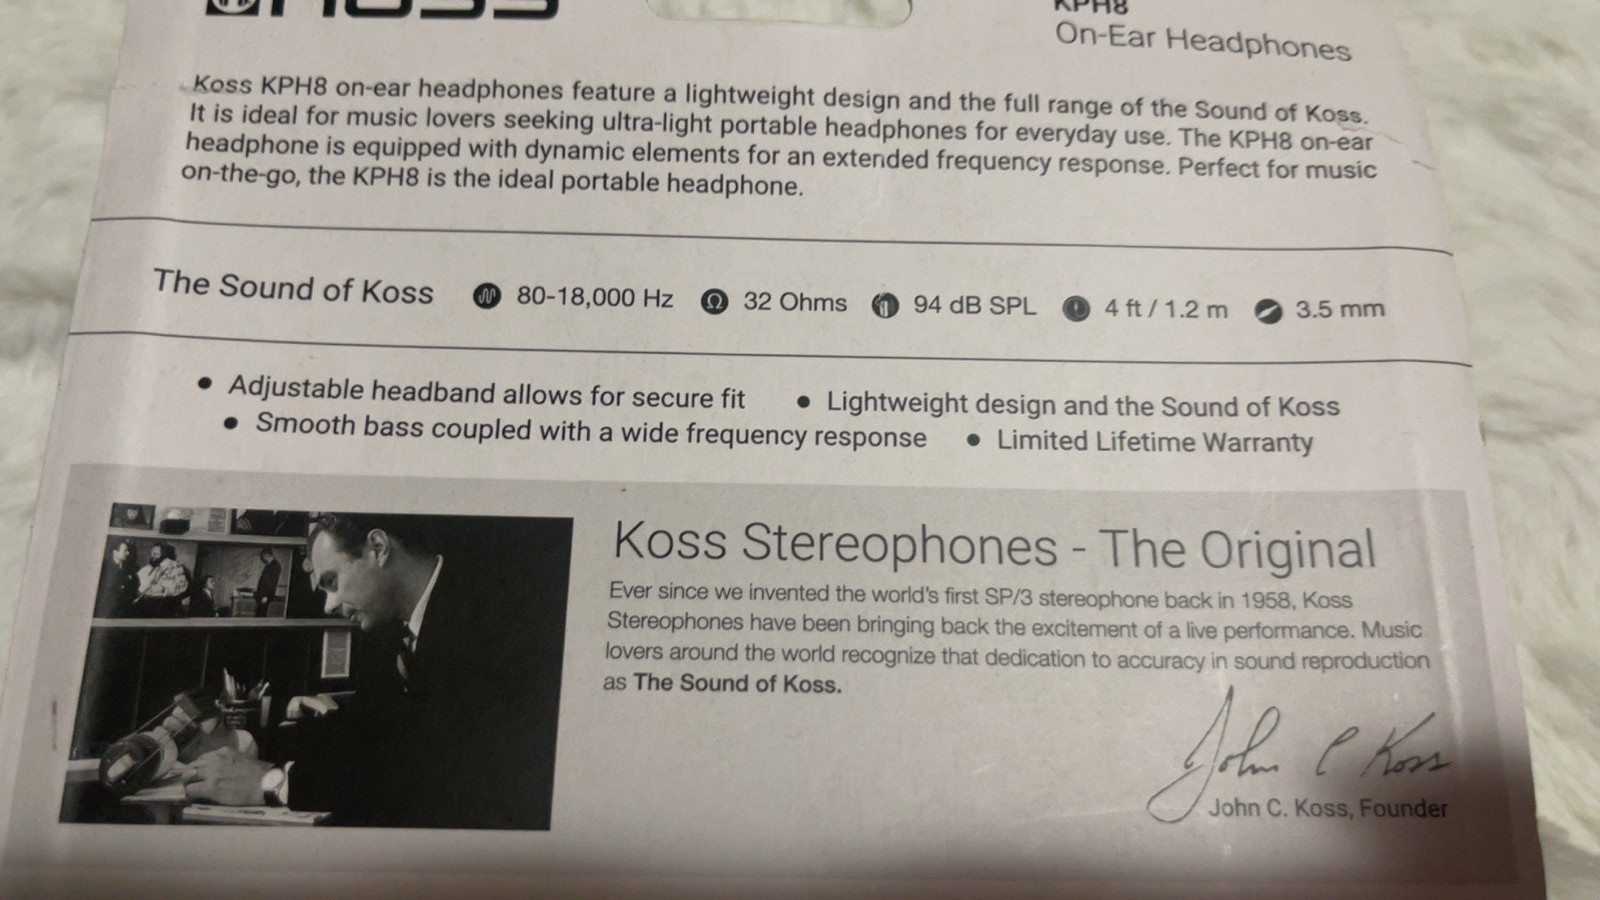 KOSS
KPH8
On-Ear Headphones
Koss KPH8 on-ear headphones feature a lightweight design and the full range of the Sound of Koss.
It is ideal for music lovers seeking ultra-light portable headphones for everyday use. The KPH8 on-ear
headphone is equipped with dynamic elements for an extended frequency response. Perfect for music
on-the-go, the KPH8 is the ideal portable headphone.
The Sound of Koss 80-18,000 Hz Ω 32 Ohms 94 dB SPL 4 ft / 1.2 m 3.5 mm
• Adjustable headband allows for secure fit • Lightweight design and the Sound of Koss
• Smooth bass coupled with a wide frequency response • Limited Lifetime Warranty
Koss Stereophones - The Original
Ever since we invented the world's first SP/3 stereophone back in 1958, Koss
Stereophones have been bringing back the excitement of a live performance. Music
lovers around the world recognize that dedication to accuracy in sound reproduction
as The Sound of Koss.
John C Koss
John C. Koss, Founder